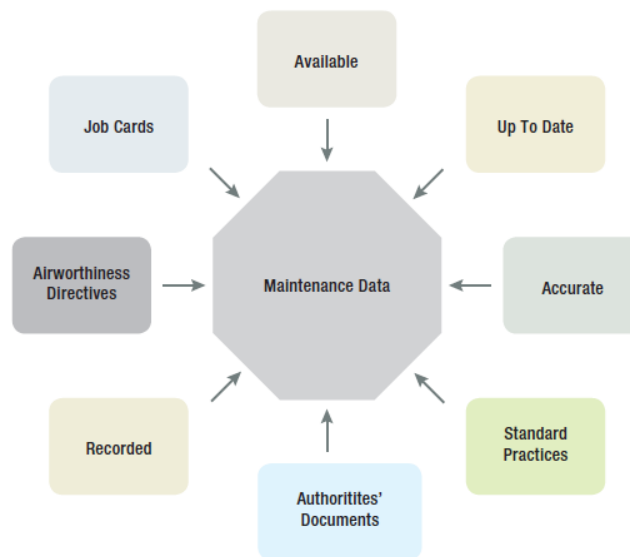 Available
Job Cards
Up To Date
Airworthiness
Directives
Maintenance Data
Accurate
Recorded
Standard
Practices
Authoritites’
Documents